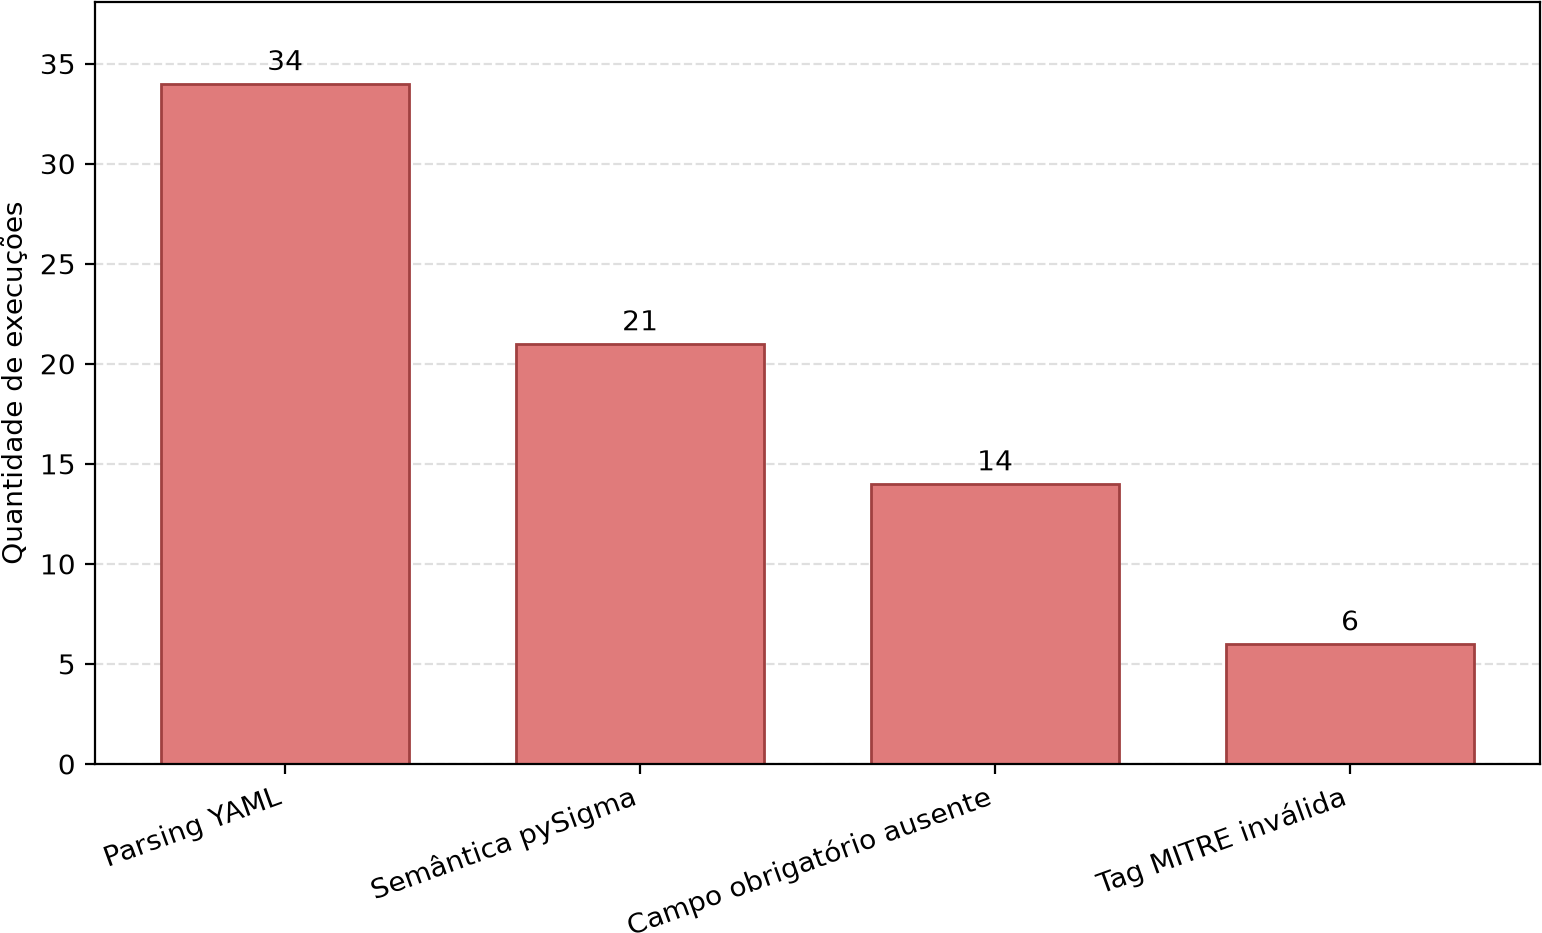 Quantidade de execuções
35
30
25
20
15
10
5
0
34
21
14
6
Parsing YAML
Semântica pySigma
Campo obrigatório ausente
Tag MITRE inválida